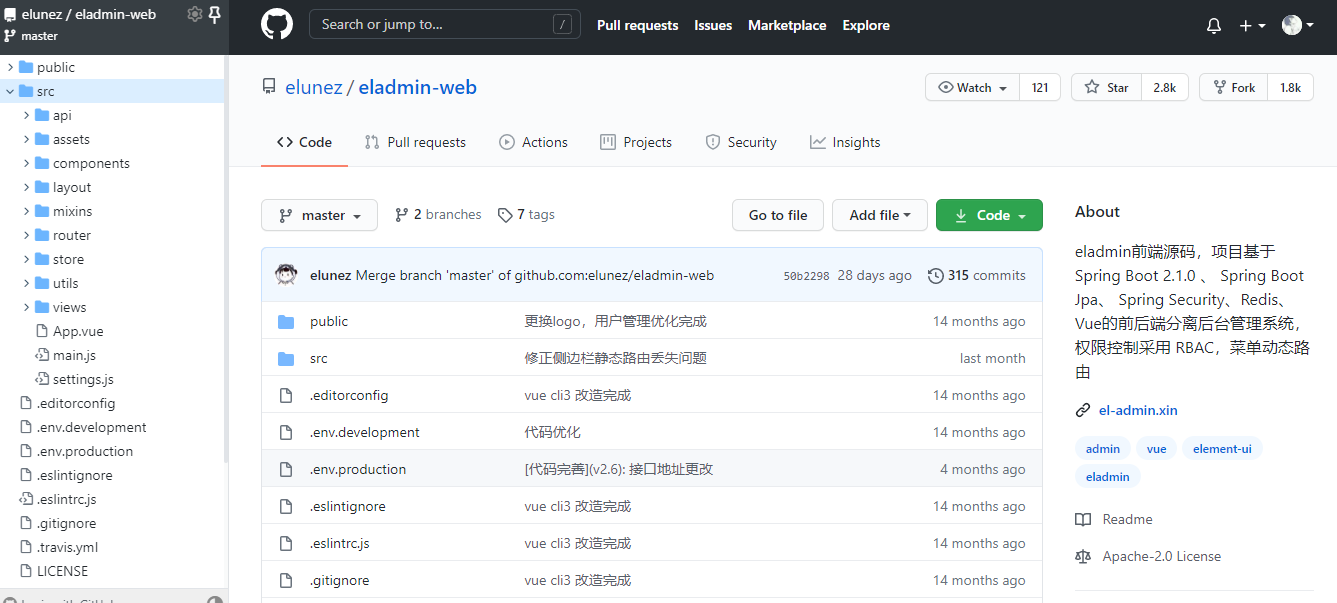 elunez / eladmin-web
master
public
src
api
assets
components
layout
mixins
router
store
utils
views
App.vue
main.js
settings.js
.editorconfig
.env.development
.env.production
.eslintignore
.eslintrc.js
.gitignore
.travis.yml
LICENSE
Search or jump to... /
Pull requests Issues Marketplace Explore
elunez / eladmin-web
Watch 121 Star 2.8k Fork 1.8k
Code Pull requests Actions Projects Security Insights
master 2 branches 7 tags Go to file Add file Code
elunez Merge branch 'master' of github.com:elunez/eladmin-web 50b2298 28 days ago 315 commits
public 更换logo，用户管理优化完成 14 months ago
src 修正侧边栏静态路由丢失问题 last month
.editorconfig vue cli3 改造完成 14 months ago
.env.development 代码优化 14 months ago
.env.production [代码完善](v2.6): 接口地址更改 4 months ago
.eslintignore vue cli3 改造完成 14 months ago
.eslintrc.js vue cli3 改造完成 14 months ago
.gitignore vue cli3 改造完成 14 months ago
About
eladmin前端源码，项目基于
Spring Boot 2.1.0 、 Spring Boot
Jpa、 Spring Security、Redis、
Vue的前后端分离后台管理系统，
权限控制采用 RBAC，菜单动态路
由
el-admin.xin
admin vue element-ui
eladmin
Readme
Apache-2.0 License